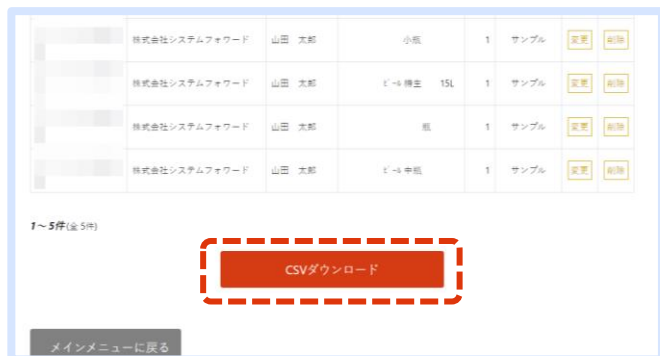 株式会社システムフォワード 山田 太郎 小瓶 1 サンプル 変更 削除
株式会社システムフォワード 山田 太郎 ﾋﾞｰﾙ樽生 15L 1 サンプル 変更 削除
株式会社システムフォワード 山田 太郎 瓶 1 サンプル 変更 削除
株式会社システムフォワード 山田 太郎 ﾋﾞｰﾙ中瓶 1 サンプル 変更 削除
1～5件(全5件)
CSVダウンロード
メインメニューに戻る